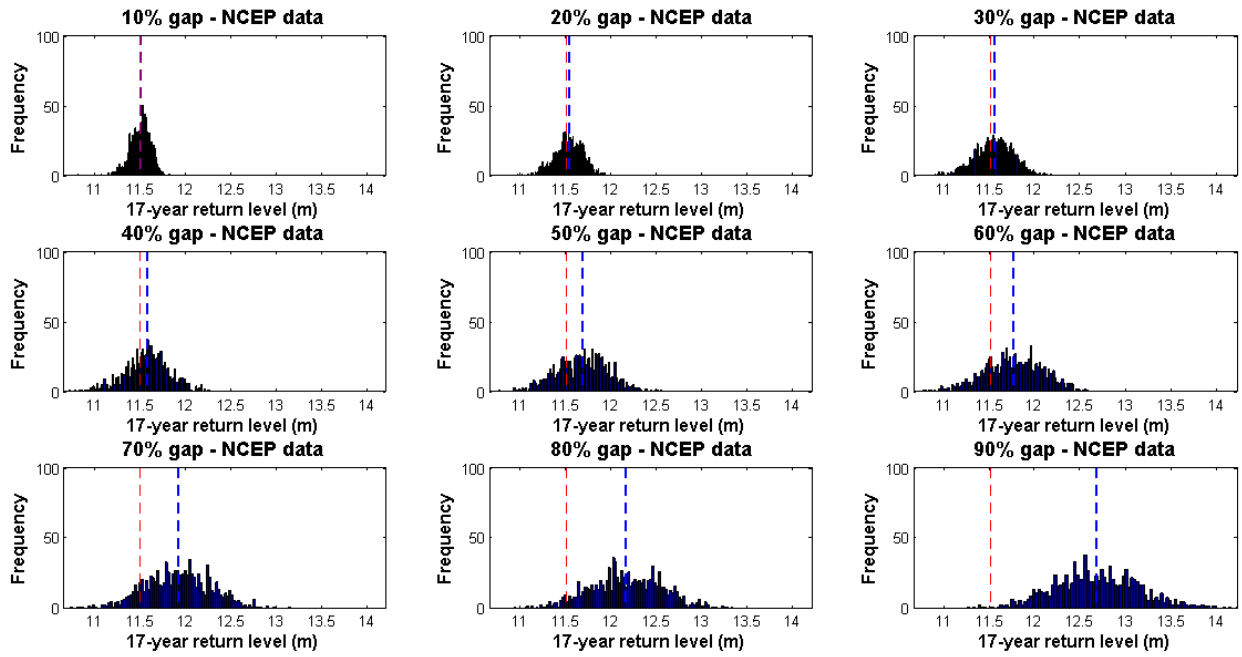 10% gap - NCEP data
20% gap - NCEP data
30% gap - NCEP data
100
50
0
Frequency
11 11.5 12 12.5 13 13.5 14
17-year return level (m)
100
50
0
Frequency
11 11.5 12 12.5 13 13.5 14
17-year return level (m)
100
50
0
Frequency
11 11.5 12 12.5 13 13.5 14
17-year return level (m)
40% gap - NCEP data
50% gap - NCEP data
60% gap - NCEP data
100
50
0
Frequency
11 11.5 12 12.5 13 13.5 14
17-year return level (m)
100
50
0
Frequency
11 11.5 12 12.5 13 13.5 14
17-year return level (m)
100
50
0
Frequency
11 11.5 12 12.5 13 13.5 14
17-year return level (m)
70% gap - NCEP data
80% gap - NCEP data
90% gap - NCEP data
100
50
0
Frequency
11 11.5 12 12.5 13 13.5 14
17-year return level (m)
100
50
0
Frequency
11 11.5 12 12.5 13 13.5 14
17-year return level (m)
100
50
0
Frequency
11 11.5 12 12.5 13 13.5 14
17-year return level (m)